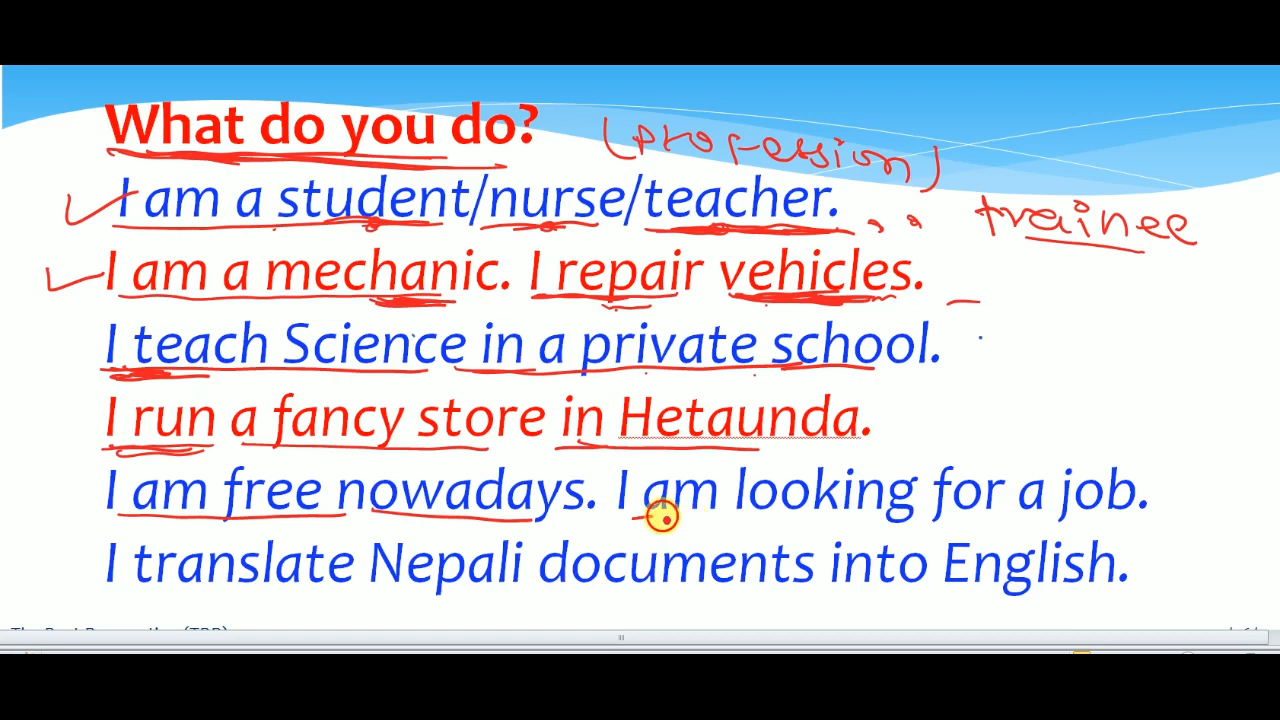 What do you do? (profession)
I am a student/nurse/teacher. trainee
I am a mechanic. I repair vehicles.
I teach Science in a private school.
I run a fancy store in Hetaunda.
I am free nowadays. I am looking for a job.
I translate Nepali documents into English.